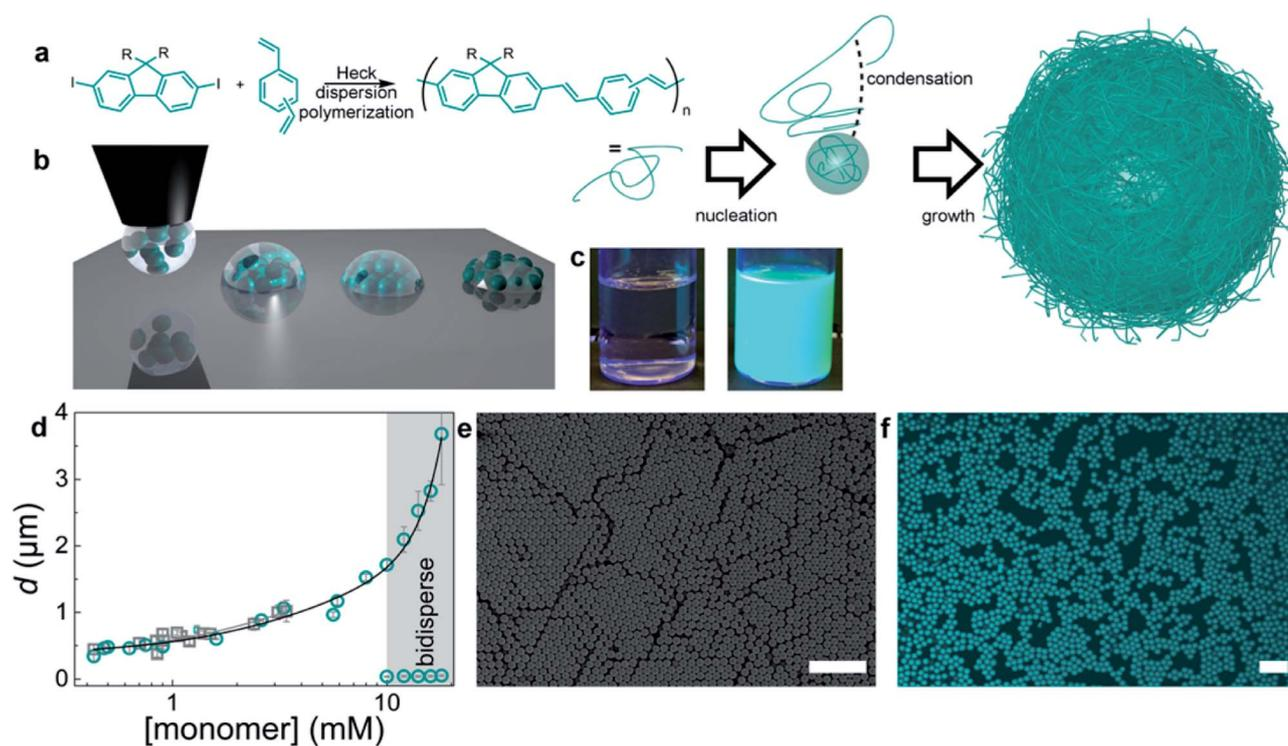 a
R R
I
I
+
Heck
dispersion
polymerization
R R
n
=
nucleation
condensation
growth
b
c
d
4
3
2
1
0
d (μm)
bidisperse
1
10
[monomer] (mM)
e
f